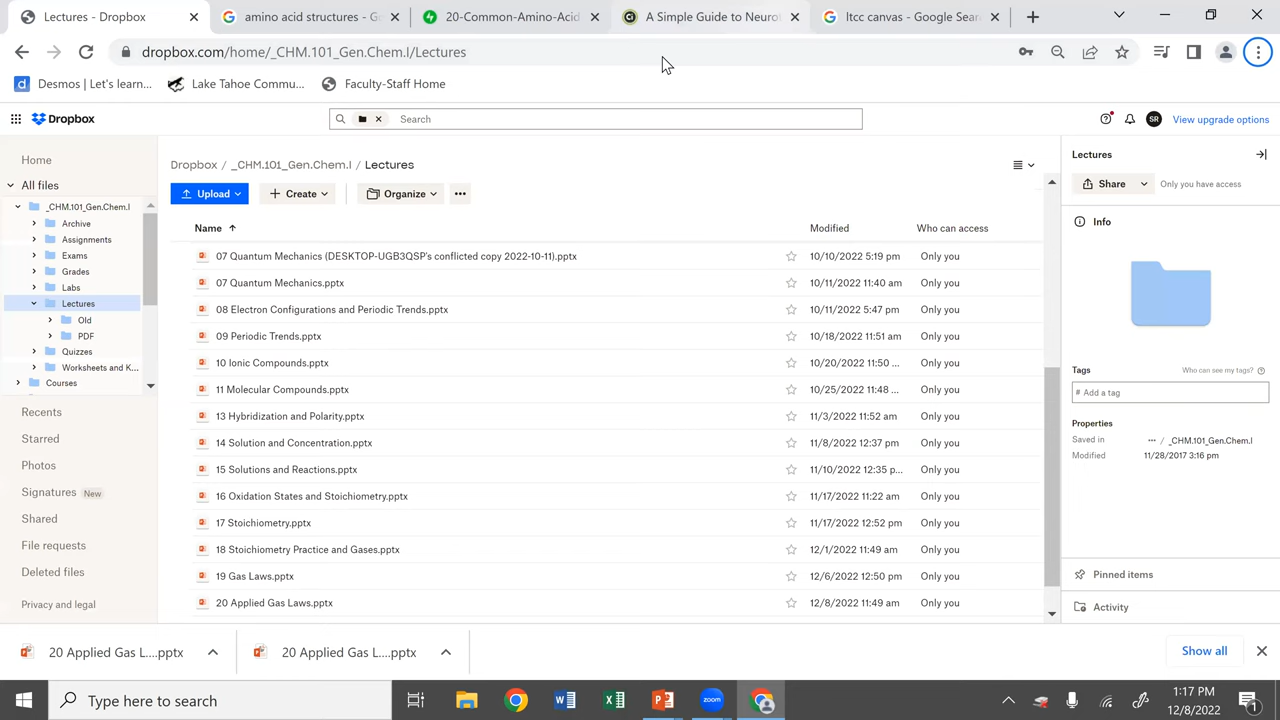 Lectures - Dropbox
amino acid structures - G
20-Common-Amino-Acid
A Simple Guide to Neurot
ltcc canvas - Google Sear
dropbox.com/home/_CHM.101_Gen.Chem.I/Lectures
Desmos | Let's learn...
Lake Tahoe Commu...
Faculty-Staff Home
Dropbox
Search
SR
View upgrade options
Home
All files
_CHM.101_Gen.Chem.I
Archive
Assignments
Exams
Grades
Labs
Lectures
Old
PDF
Quizzes
Worksheets and K...
Courses
Recents
Starred
Photos
Signatures New
Shared
File requests
Deleted files
Privacy and legal
Dropbox / _CHM.101_Gen.Chem.I / Lectures
Upload
Create
Organize
Name Modified Who can access
07 Quantum Mechanics (DESKTOP-UGB3QSP's conflicted copy 2022-10-11).pptx 10/10/2022 5:19 pm Only you
07 Quantum Mechanics.pptx 10/11/2022 11:40 am Only you
08 Electron Configurations and Periodic Trends.pptx 10/11/2022 5:47 pm Only you
09 Periodic Trends.pptx 10/18/2022 11:51 am Only you
10 Ionic Compounds.pptx 10/20/2022 11:50 ... Only you
11 Molecular Compounds.pptx 10/25/2022 11:48 ... Only you
13 Hybridization and Polarity.pptx 11/3/2022 11:52 am Only you
14 Solution and Concentration.pptx 11/8/2022 12:37 pm Only you
15 Solutions and Reactions.pptx 11/10/2022 12:35 p... Only you
16 Oxidation States and Stoichiometry.pptx 11/17/2022 11:22 am Only you
17 Stoichiometry.pptx 11/17/2022 12:52 pm Only you
18 Stoichiometry Practice and Gases.pptx 12/1/2022 11:49 am Only you
19 Gas Laws.pptx 12/6/2022 12:50 pm Only you
20 Applied Gas Laws.pptx 12/8/2022 11:49 am Only you
Lectures
Share Only you have access
Info
Tags Who can see my tags?
# Add a tag
Properties
Saved in ··· / _CHM.101_Gen.Chem.I
Modified 11/28/2017 3:16 pm
Pinned items
Activity
20 Applied Gas L....pptx
20 Applied Gas L....pptx
Show all
Type here to search
1:17 PM
12/8/2022
1